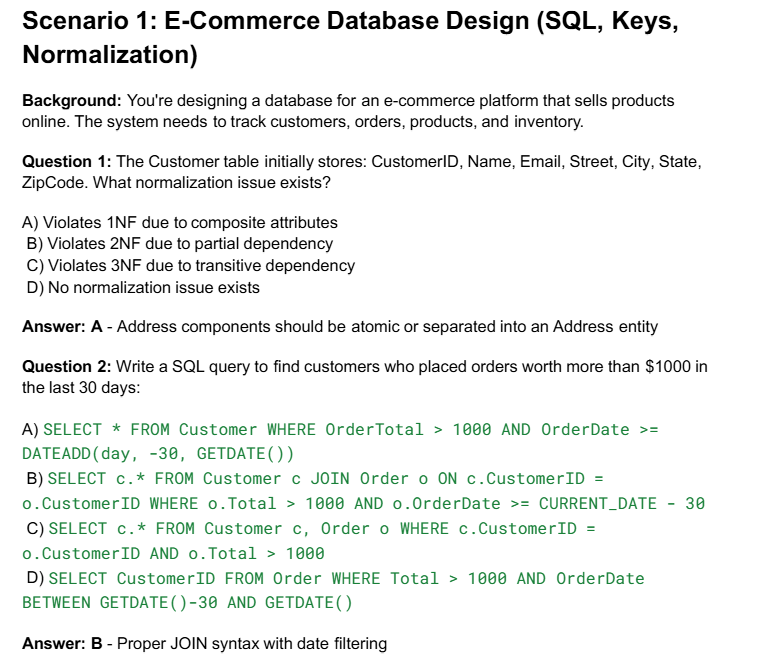 Scenario 1: E-Commerce Database Design (SQL, Keys,
Normalization)
Background: You're designing a database for an e-commerce platform that sells products
online. The system needs to track customers, orders, products, and inventory.
Question 1: The Customer table initially stores: CustomerID, Name, Email, Street, City, State,
ZipCode. What normalization issue exists?
A) Violates 1NF due to composite attributes
B) Violates 2NF due to partial dependency
C) Violates 3NF due to transitive dependency
D) No normalization issue exists
Answer: A - Address components should be atomic or separated into an Address entity
Question 2: Write a SQL query to find customers who placed orders worth more than $1000 in
the last 30 days:
A) SELECT * FROM Customer WHERE OrderTotal > 1000 AND OrderDate >=
DATEADD(day, -30, GETDATE())
B) SELECT c.* FROM Customer c JOIN Order o ON c.CustomerID =
o.CustomerID WHERE o.Total > 1000 AND o.OrderDate >= CURRENT_DATE - 30
C) SELECT c.* FROM Customer c, Order o WHERE c.CustomerID =
o.CustomerID AND o.Total > 1000
D) SELECT CustomerID FROM Order WHERE Total > 1000 AND OrderDate
BETWEEN GETDATE()-30 AND GETDATE()
Answer: B - Proper JOIN syntax with date filtering